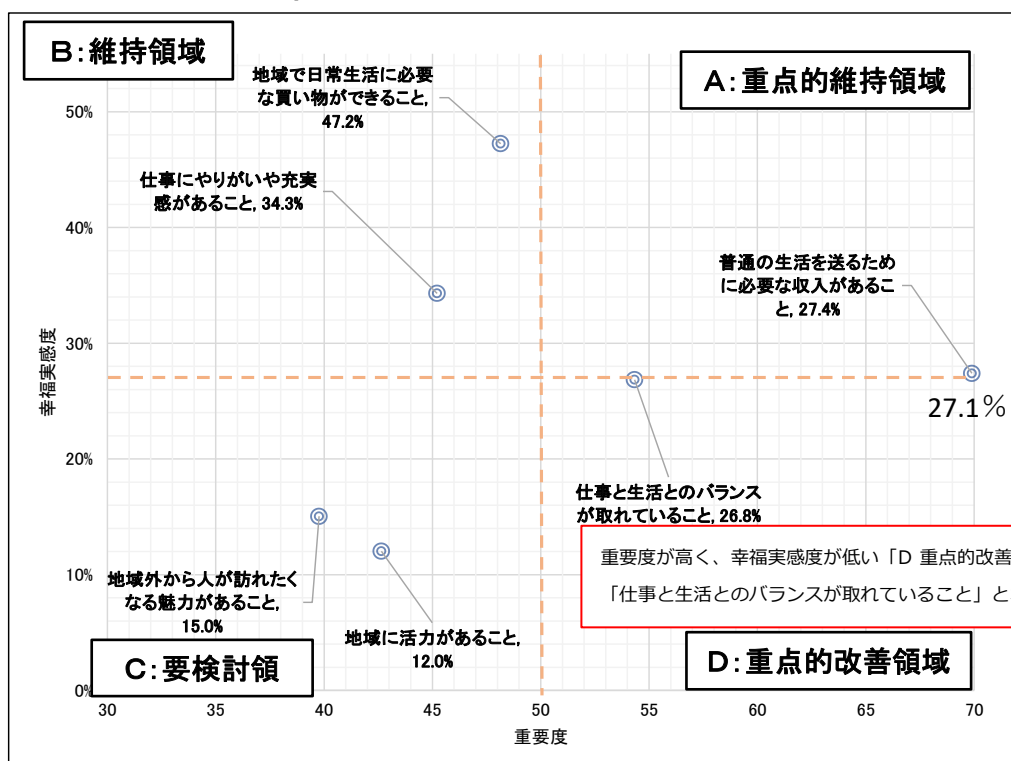 B:維持領域
A:重点的維持領域
地域で日常生活に必要
な買い物ができること,
47.2%
仕事にやりがいや充実
感があること, 34.3%
普通の生活を送るため
に必要な収入があるこ
と, 27.4%
27.1%
仕事と生活とのバランス
が取れていること, 26.8%
重要度が高く、幸福実感度が低い「D 重点的改善
「仕事と生活とのバランスが取れていること」と
地域外から人が訪れたく
なる魅力があること,
15.0%
地域に活力があること,
12.0%
C:要検討領
D:重点的改善領域
幸福実感度
50%
40%
30%
20%
10%
0%
30 35 40 45 50 55 60 65 70
重要度